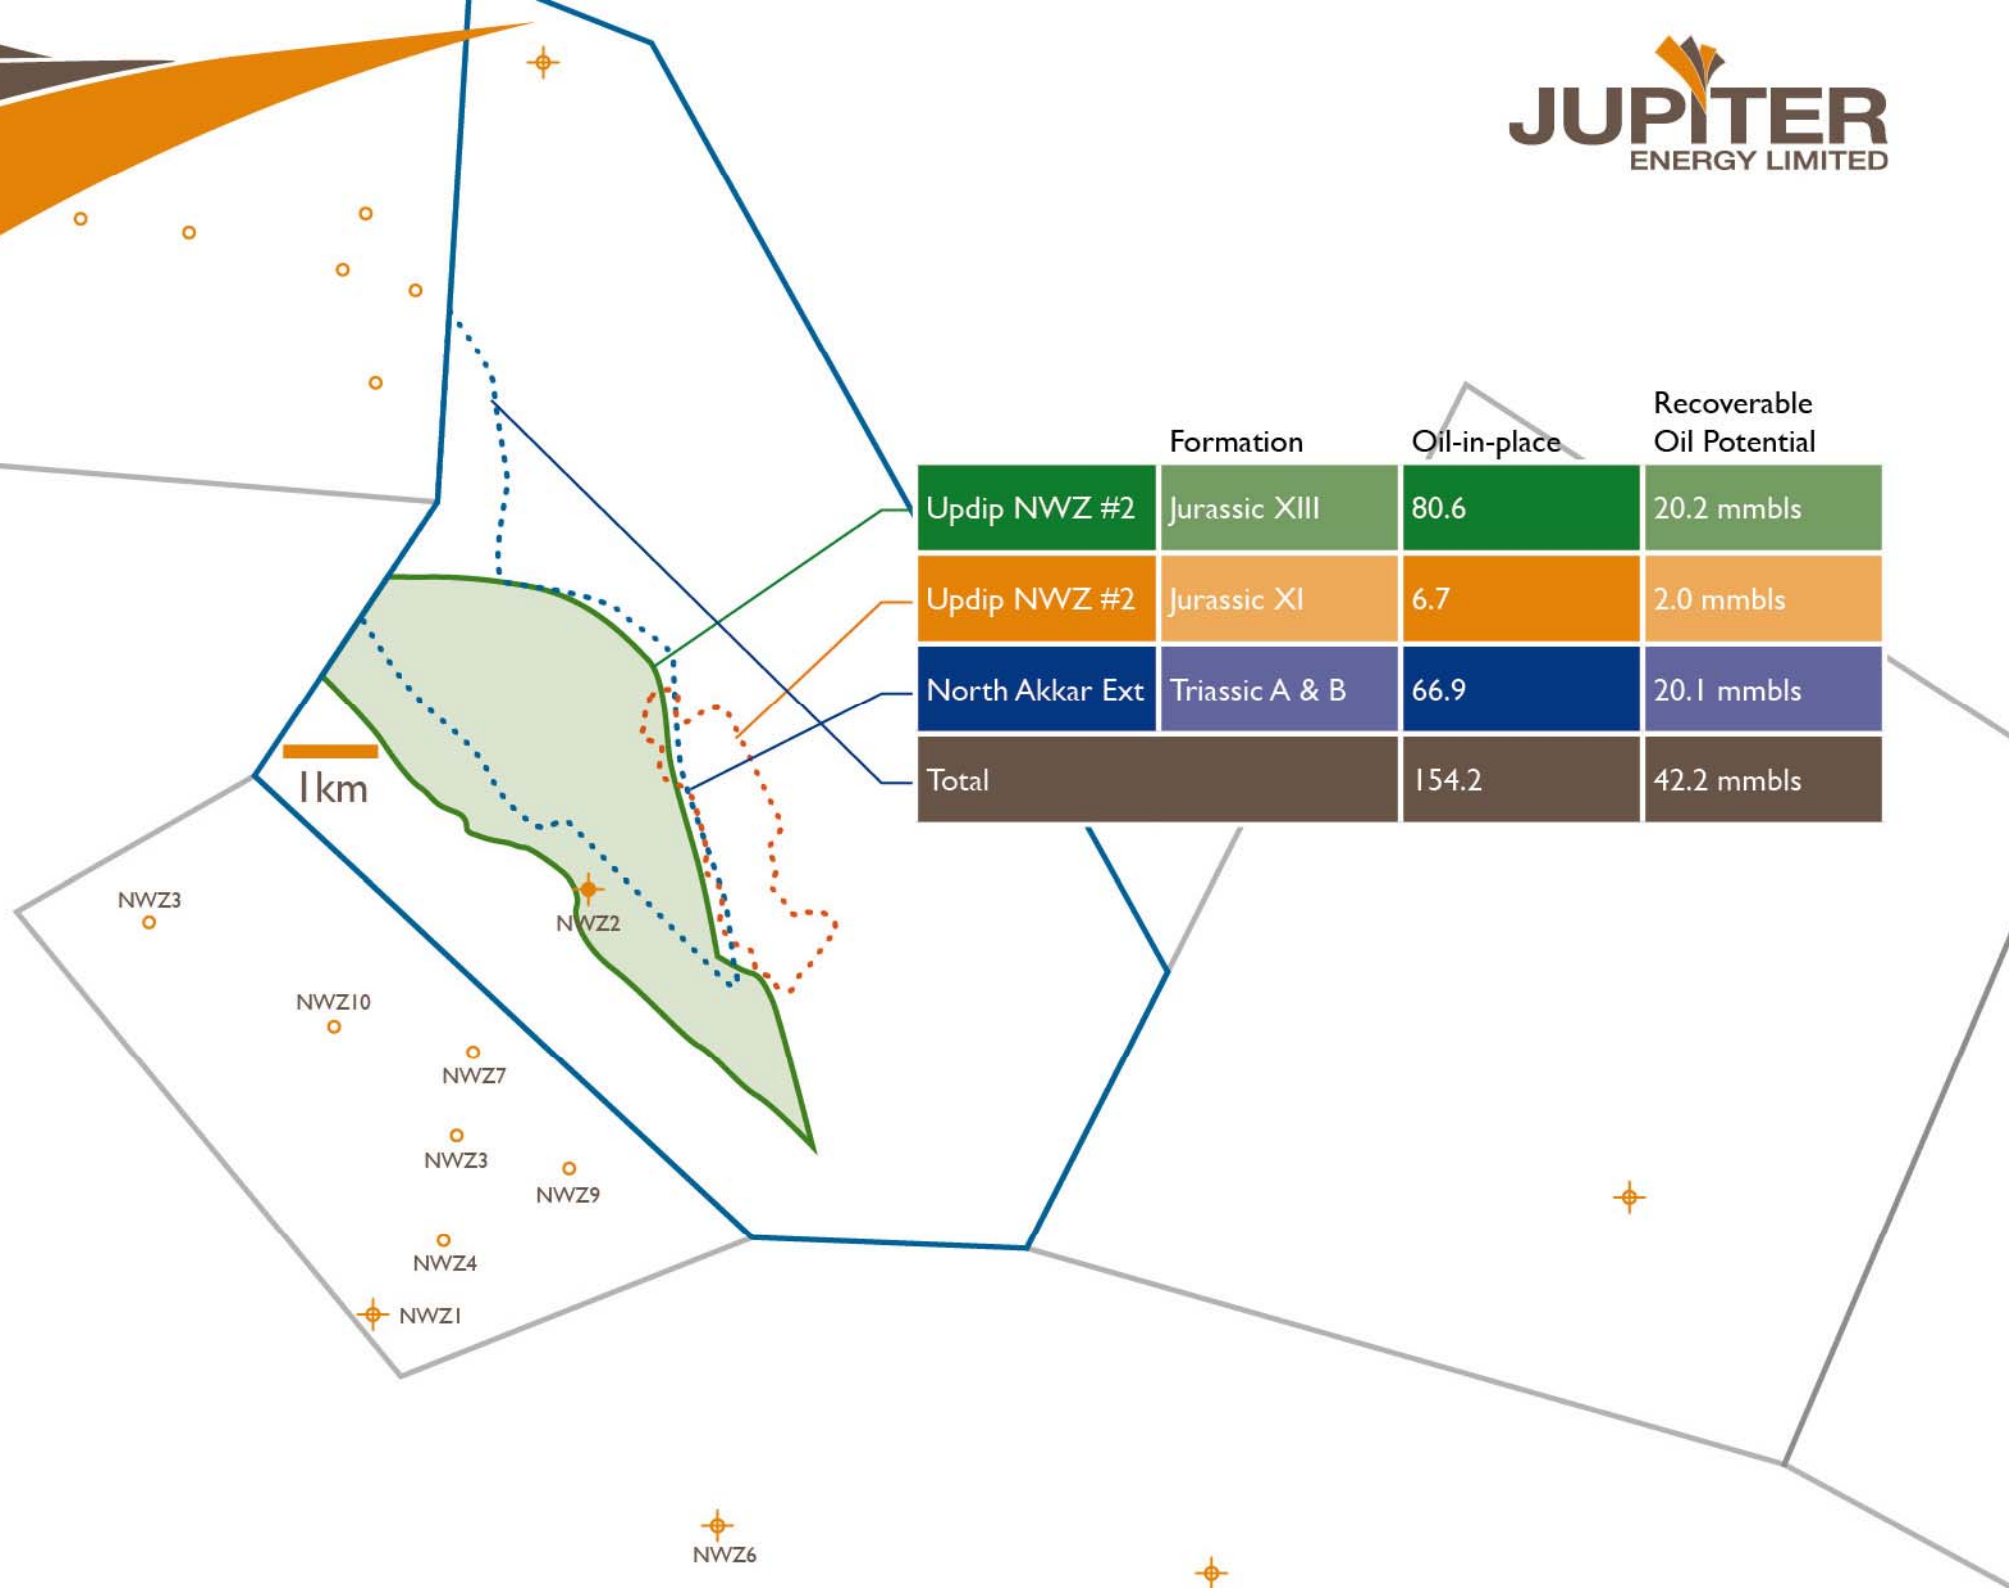 JUPITER
ENERGY LIMITED
Formation Oil-in-place Recoverable Oil Potential
Updip NWZ #2 Jurassic XIII 80.6 20.2 mmbls
Updip NWZ #2 Jurassic XI 6.7 2.0 mmbls
North Akkar Ext Triassic A & B 66.9 20.1 mmbls
Total 154.2 42.2 mmbls
1km
NWZ3
NWZ2
NWZ10
NWZ7
NWZ3
NWZ9
NWZ4
NWZ1
NWZ6